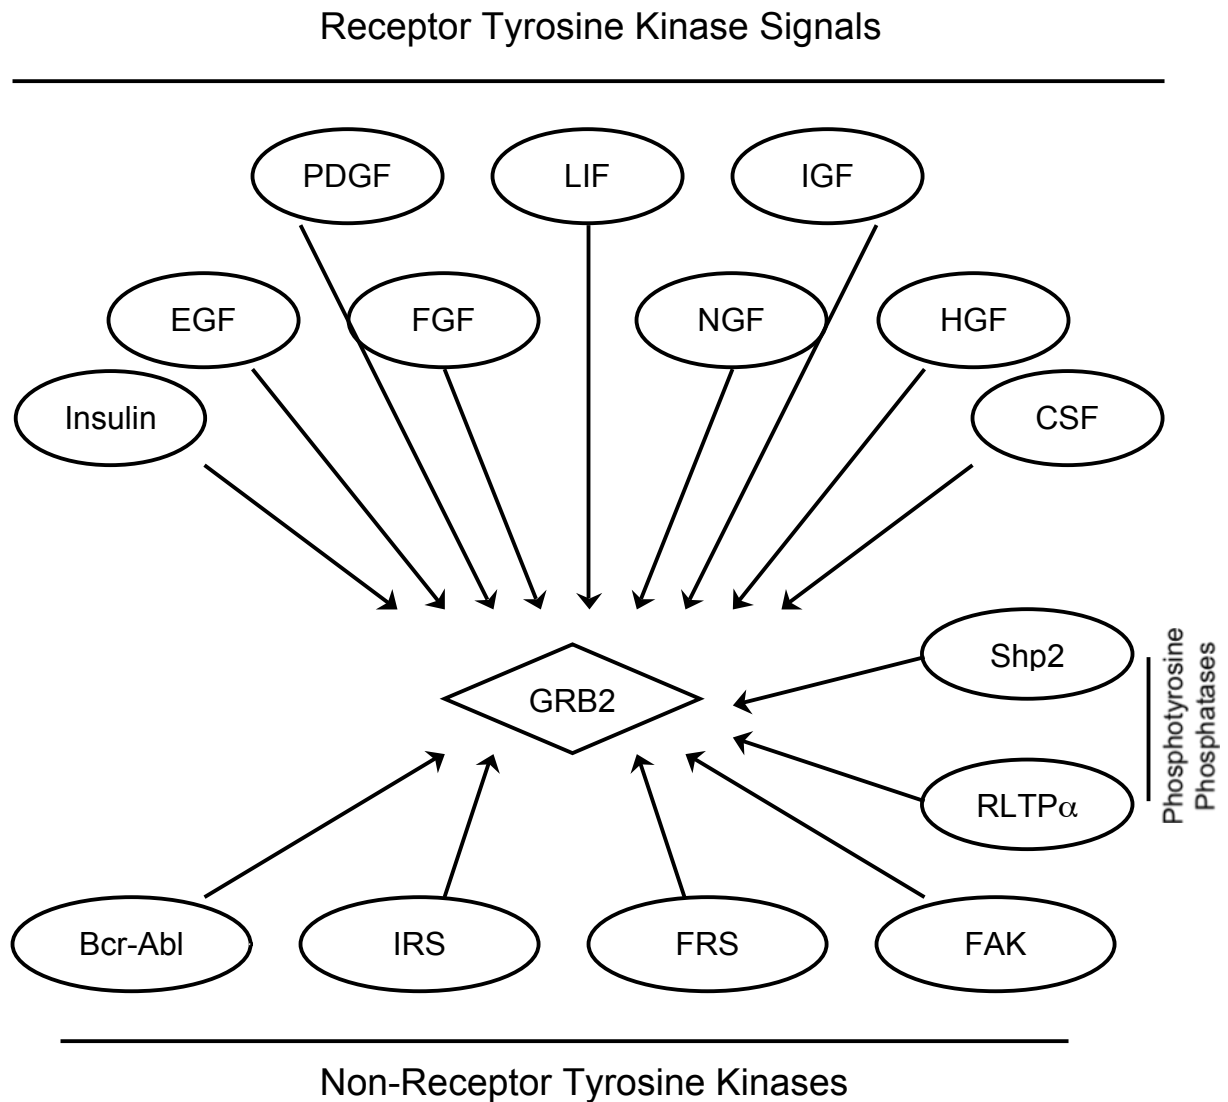 Receptor Tyrosine Kinase Signals
PDGF
LIF
IGF
EGF
FGF
NGF
HGF
Insulin
CSF
Shp2
GRB2
RLTPα
Phosphotyrosine
Phosphatases
Bcr-Abl
IRS
FRS
FAK
Non-Receptor Tyrosine Kinases